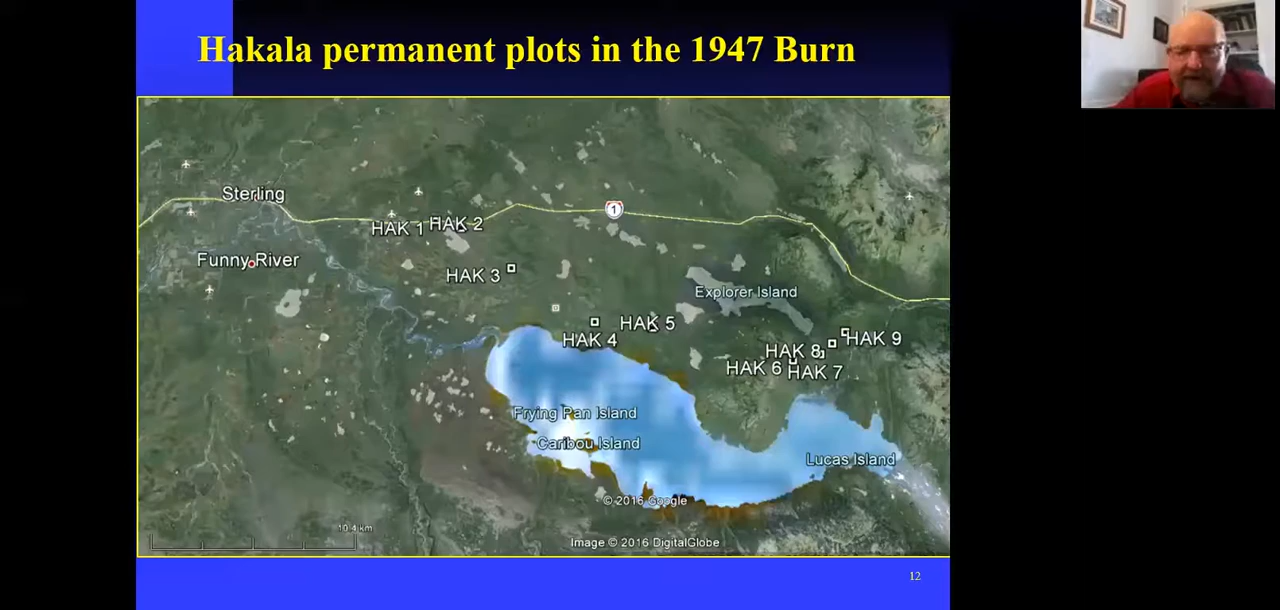 Hakala permanent plots in the 1947 Burn
Sterling
1
HAK 1
HAK 2
Funny River
HAK 3
Explorer Island
HAK 5
HAK 4
HAK 9
HAK 8
HAK 6
HAK 7
Frying Pan Island
Caribou Island
Lucas Island
© 2016 Google
10.4 km
Image © 2016 DigitalGlobe
12